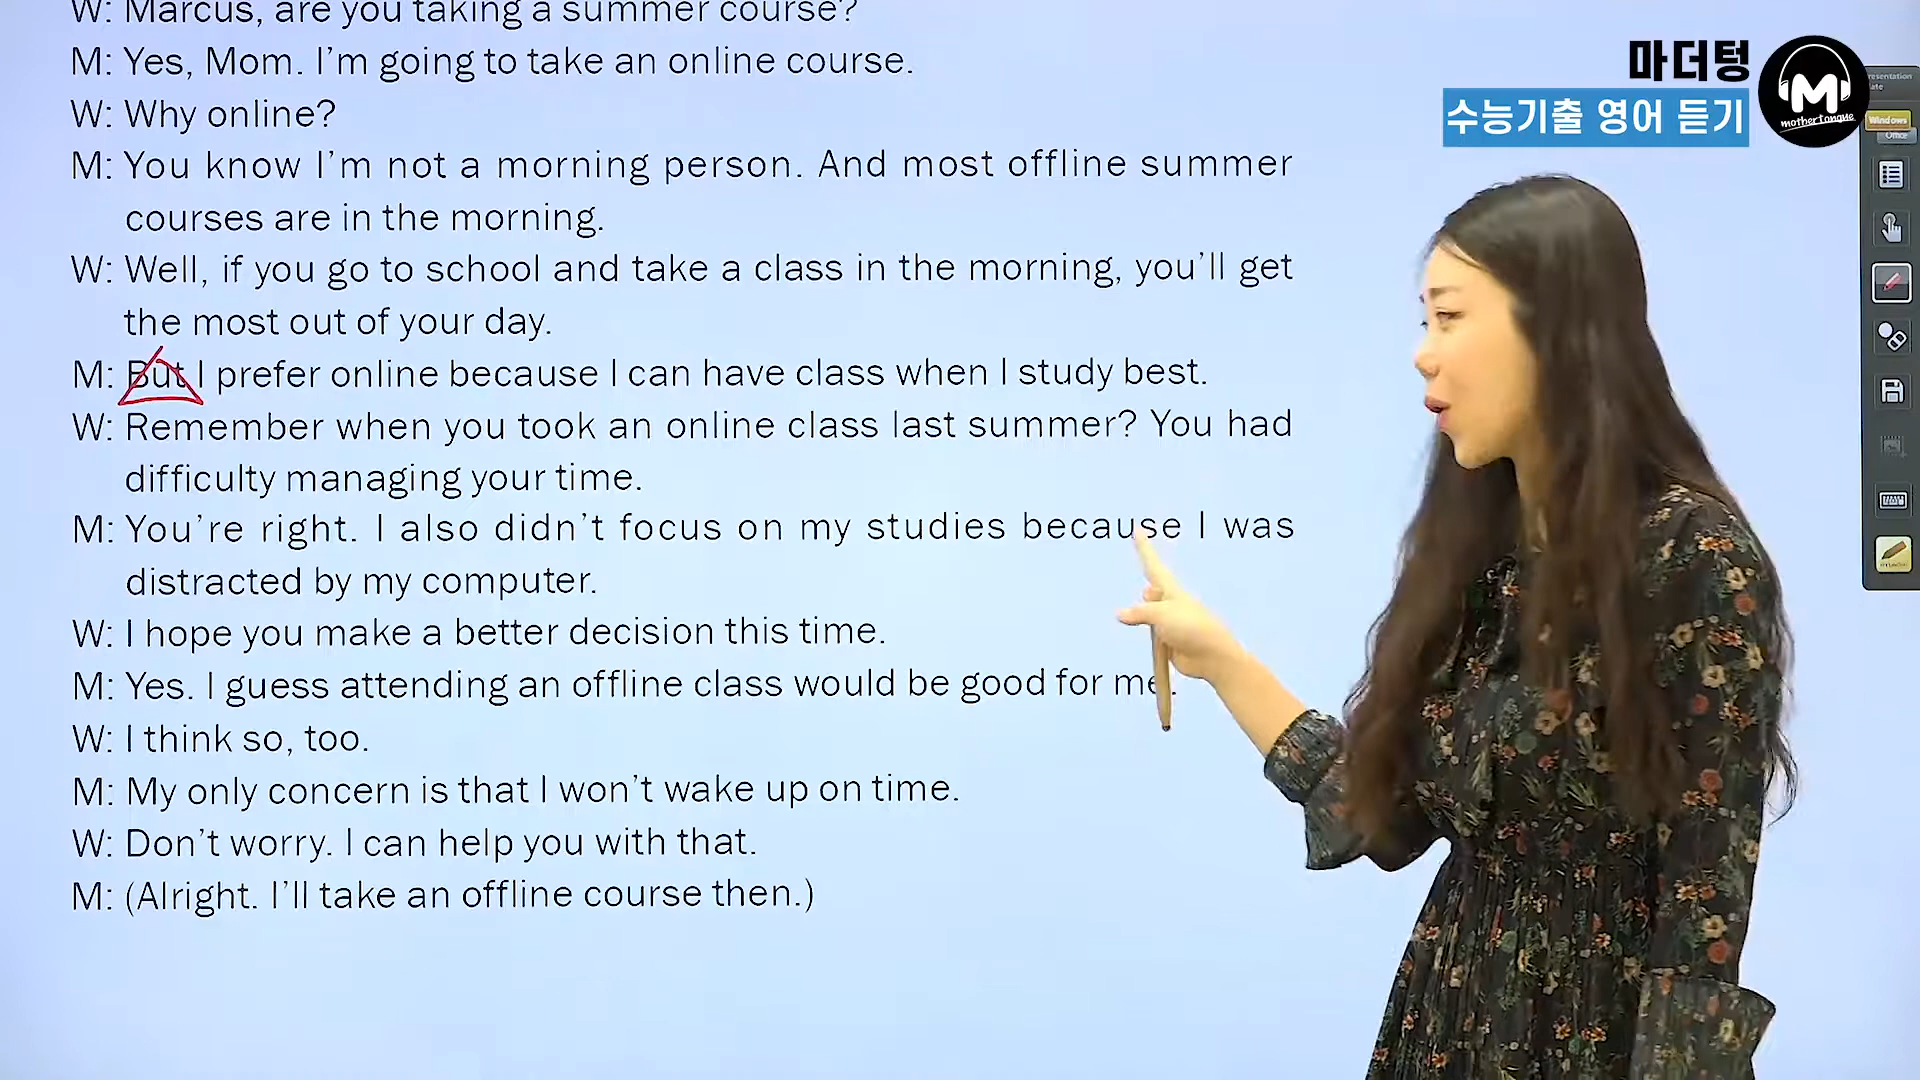 W: Marcus, are you taking a summer course?
M: Yes, Mom. I'm going to take an online course.
W: Why online?
M: You know I'm not a morning person. And most offline summer
courses are in the morning.
W: Well, if you go to school and take a class in the morning, you'll get
the most out of your day.
M: But I prefer online because I can have class when I study best.
W: Remember when you took an online class last summer? You had
difficulty managing your time.
M: You're right. I also didn't focus on my studies because I was
distracted by my computer.
W: I hope you make a better decision this time.
M: Yes. I guess attending an offline class would be good for me.
W: I think so, too.
M: My only concern is that I won't wake up on time.
W: Don't worry. I can help you with that.
M: (Alright. I'll take an offline course then.)
마더텅
수능기출 영어 듣기
M
mothertongue
Windows
Office